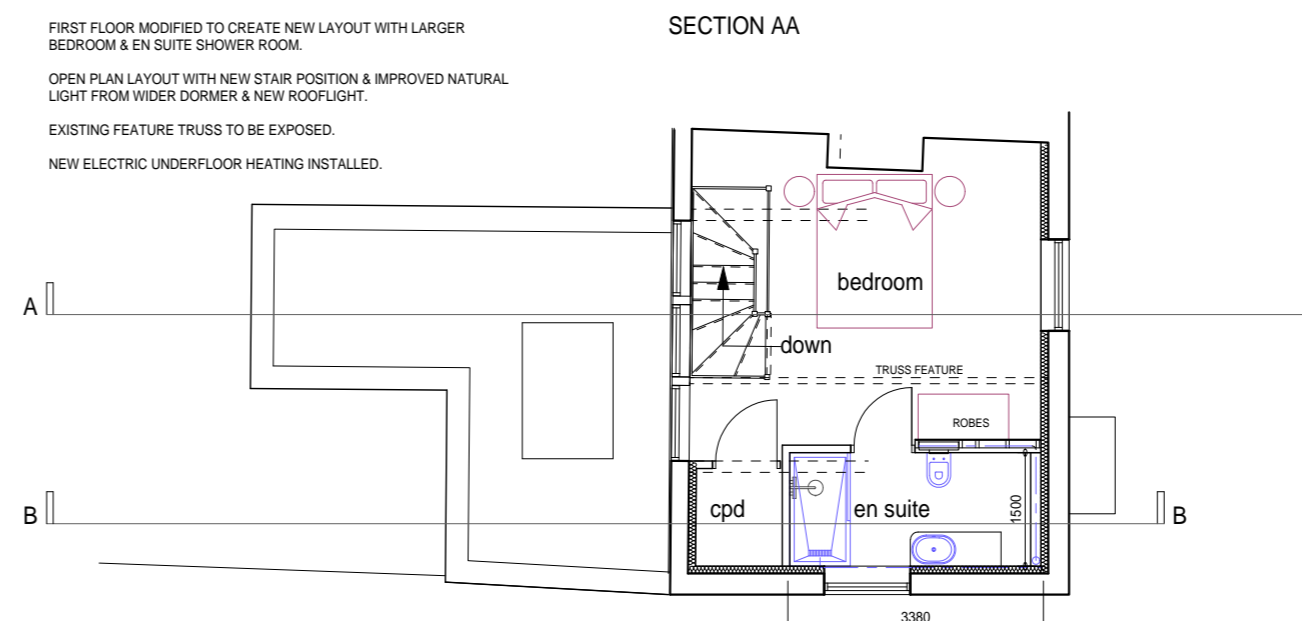 FIRST FLOOR MODIFIED TO CREATE NEW LAYOUT WITH LARGER
BEDROOM & EN SUITE SHOWER ROOM.
OPEN PLAN LAYOUT WITH NEW STAIR POSITION & IMPROVED NATURAL
LIGHT FROM WIDER DORMER & NEW ROOFLIGHT.
EXISTING FEATURE TRUSS TO BE EXPOSED.
NEW ELECTRIC UNDERFLOOR HEATING INSTALLED.
SECTION AA
bedroom
A
down
TRUSS FEATURE
ROBES
cpd
en suite
1500
B
B
3380